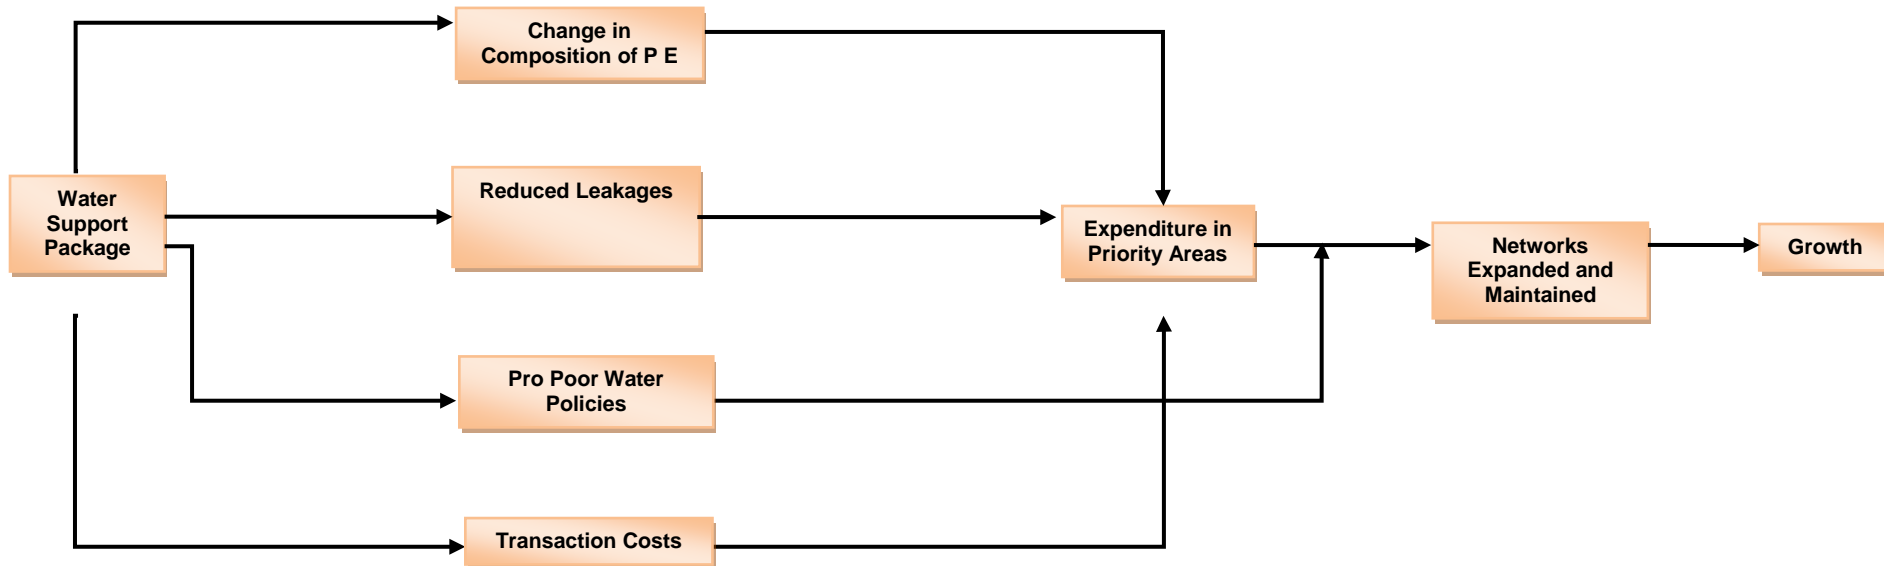 Change in
Composition of P E
Water
Support
Package
Reduced Leakages
Expenditure in
Priority Areas
Networks
Expanded and
Maintained
Growth
Pro Poor Water
Policies
Transaction Costs